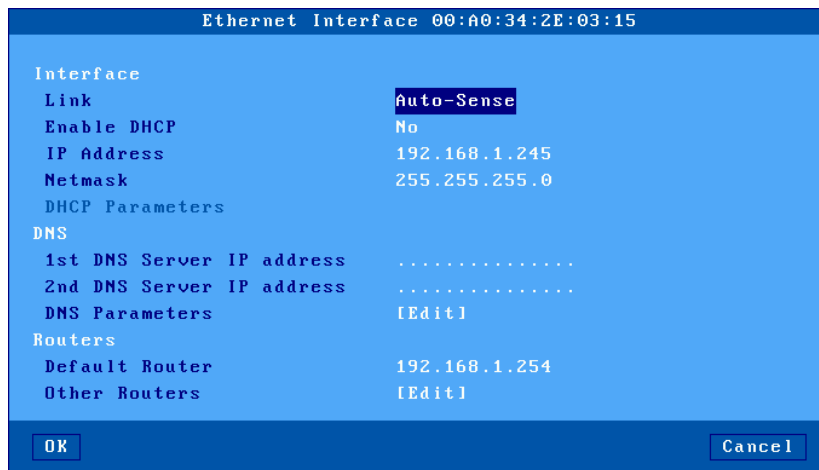 Ethernet Interface 00:A0:34:2E:03:15
Interface
Link Auto-Sense
Enable DHCP No
IP Address 192.168.1.245
Netmask 255.255.255.0
DHCP Parameters
DNS
1st DNS Server IP address ...............
2nd DNS Server IP address ...............
DNS Parameters [Edit]
Routers
Default Router 192.168.1.254
Other Routers [Edit]
OK Cancel